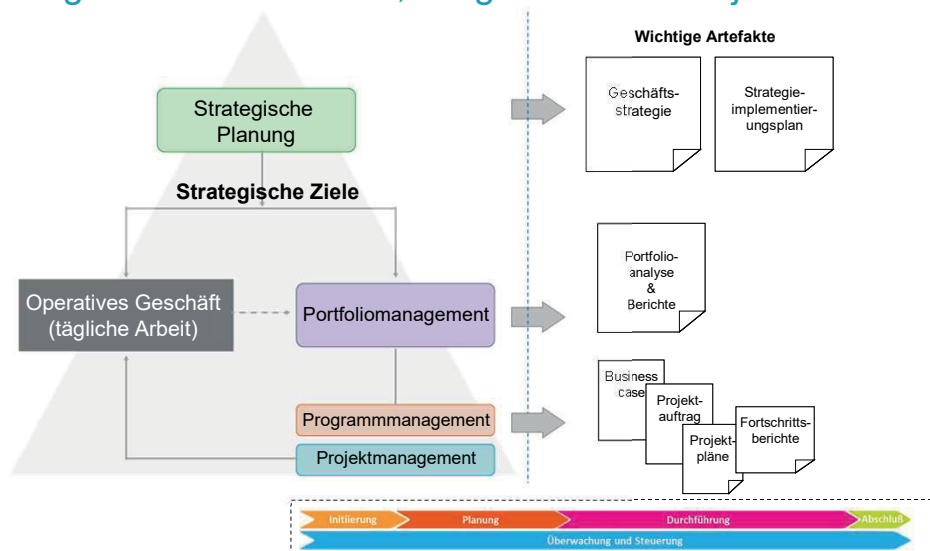 Wichtige Artefakte
Strategische
Planung
Geschäfts-
strategie
Strategie-
implementier-
ungsplan
Strategische Ziele
Operatives Geschäft
(tägliche Arbeit)
Portfoliomanagement
Portfolio-
analyse
&
Berichte
Programmmanagement
Projektmanagement
Business
case
Projekt-
auftrag
Projekt-
pläne
Fortschritts-
berichte
Initiierung
Planung
Durchführung
Abschluß
Überwachung und Steuerung